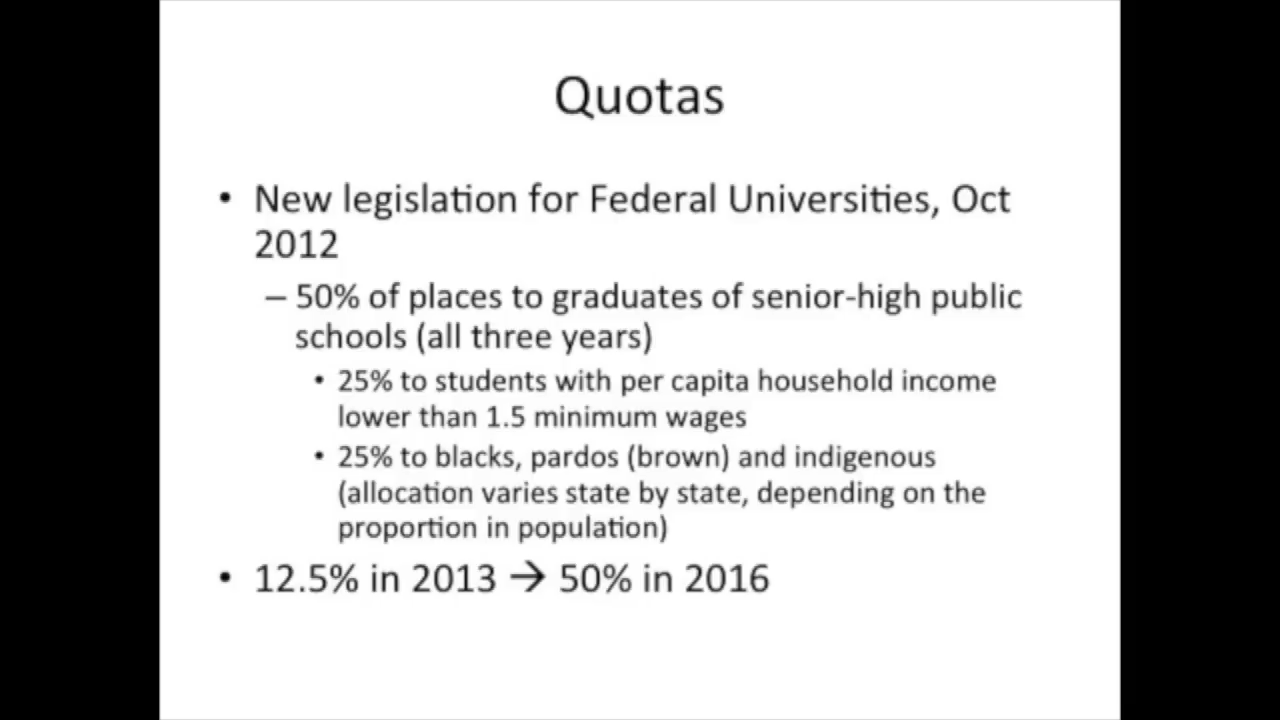 Quotas
• New legislation for Federal Universities, Oct
2012
– 50% of places to graduates of senior-high public
schools (all three years)
• 25% to students with per capita household income
lower than 1.5 minimum wages
• 25% to blacks, pardos (brown) and indigenous
(allocation varies state by state, depending on the
proportion in population)
• 12.5% in 2013 → 50% in 2016